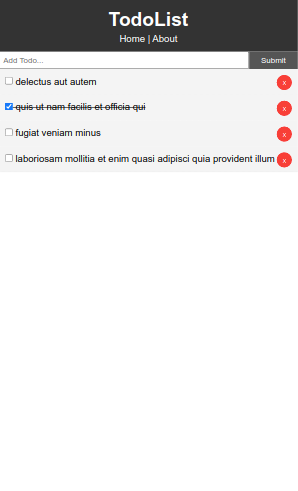 TodoList
Home | About
Add Todo... Submit
delectus aut autem x
quis ut nam facilis et officia qui x
fugiat veniam minus x
laboriosam mollitia et enim quasi adipisci quia provident illum x